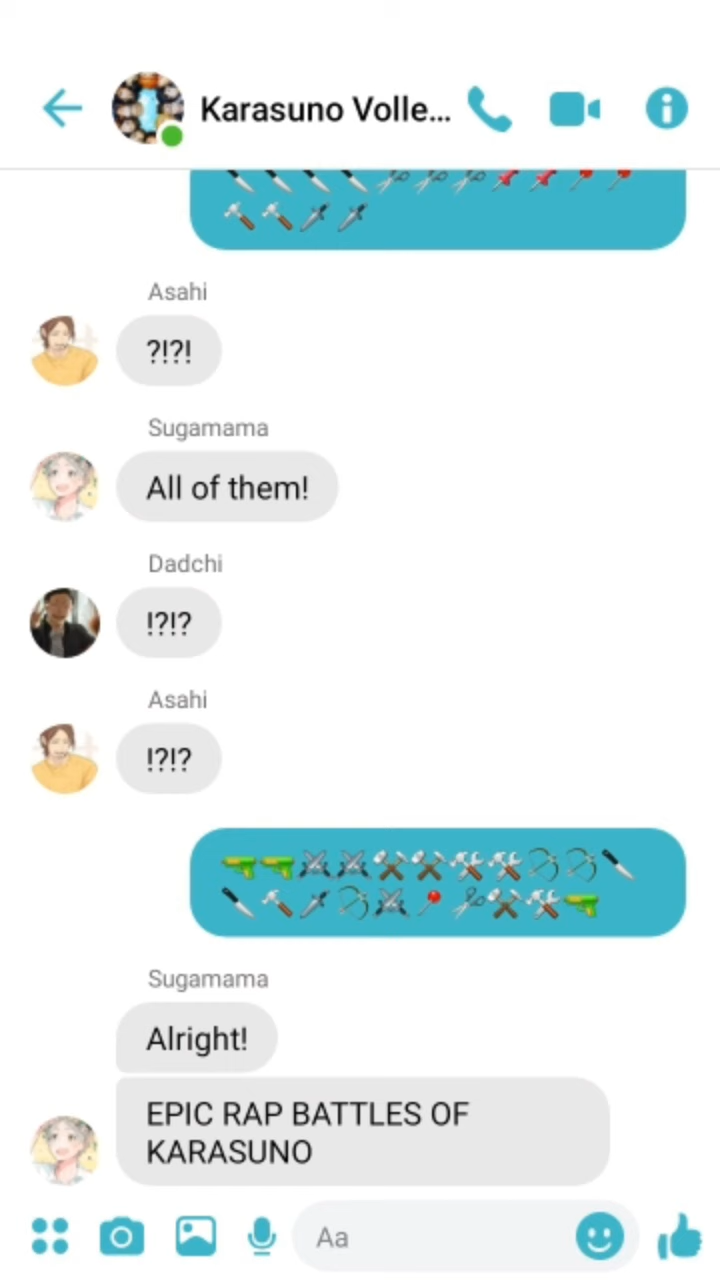 Karasuno Volle...
Asahi
?!?!
Sugamama
All of them!
Dadchi
!?!?
Asahi
!?!?
Sugamama
Alright!
EPIC RAP BATTLES OF
KARASUNO
Aa